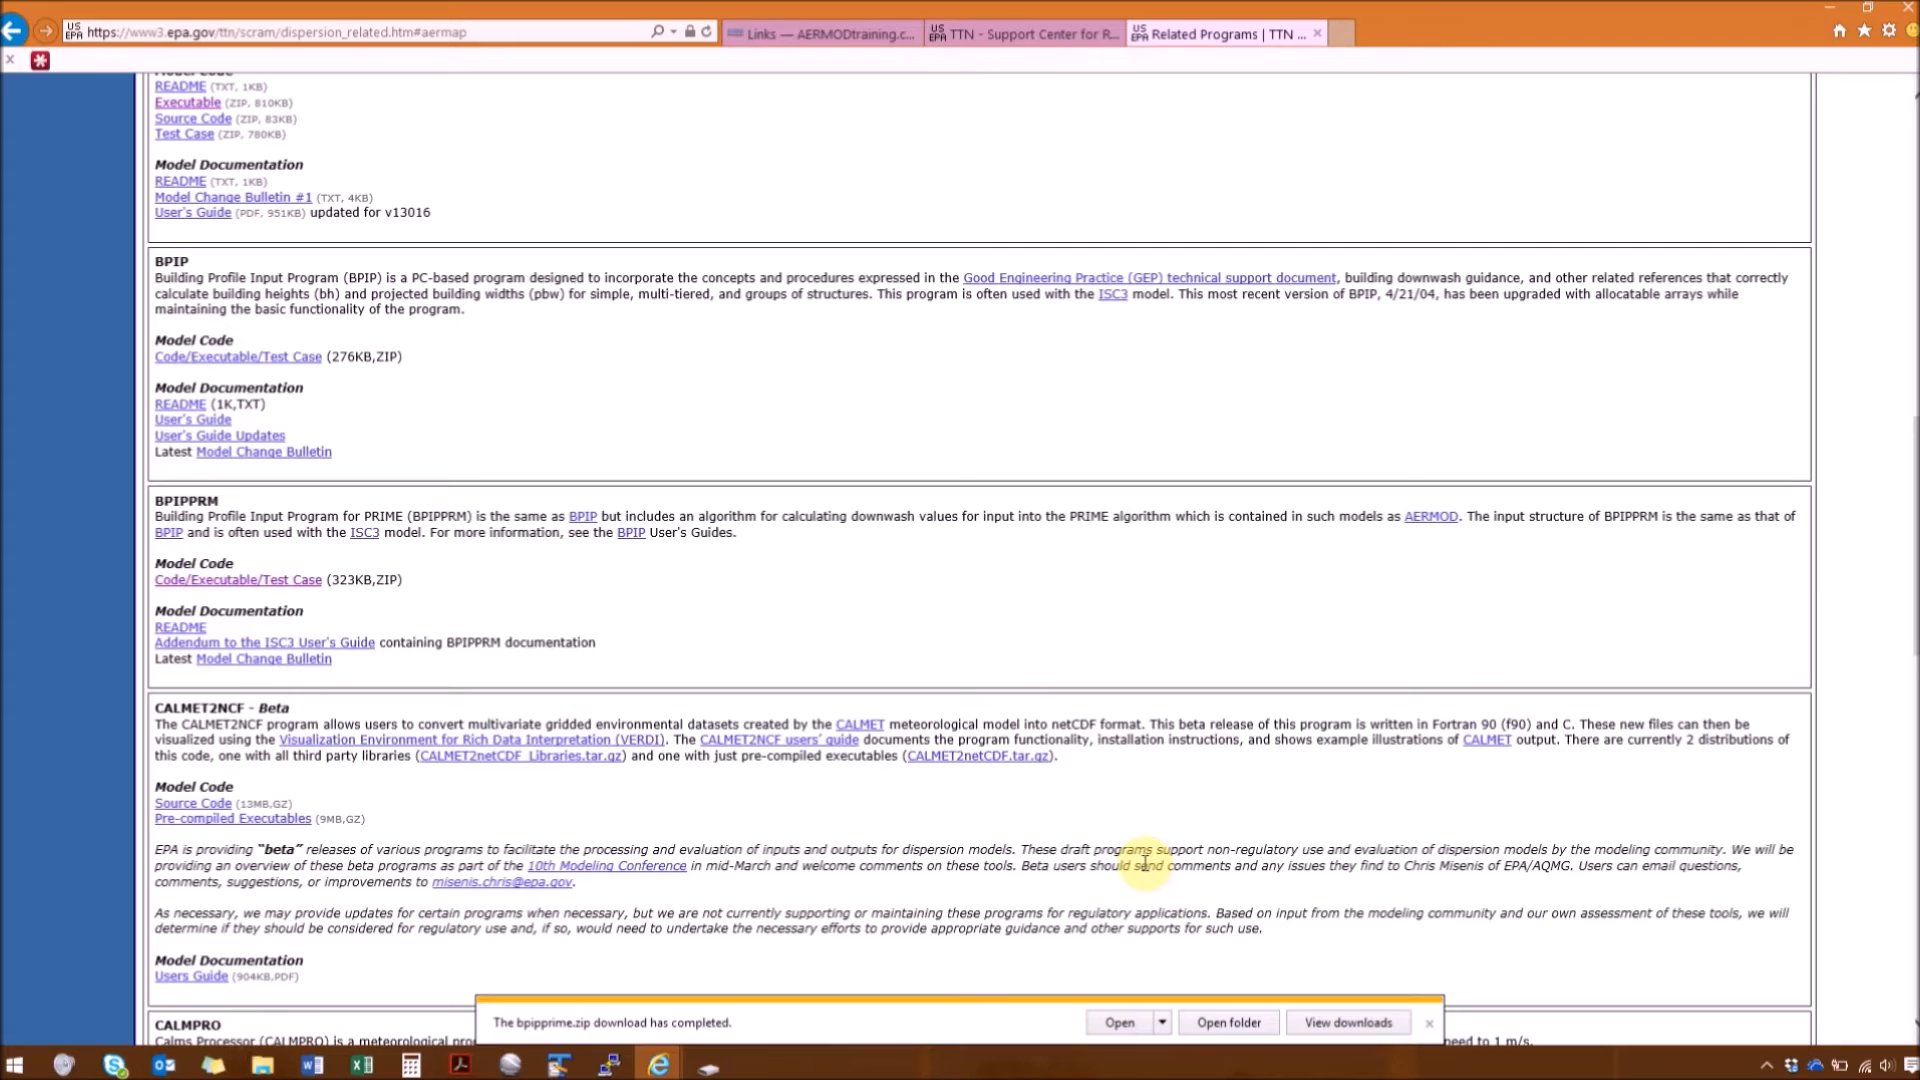 https://www3.epa.gov/ttn/scram/dispersion_related.htm#aermap
Links — AERMODtraining.c...
US EPA TTN - Support Center for R...
US EPA Related Programs | TTN ...
Model Code
README (TXT, 1KB)
Executable (ZIP, 810KB)
Source Code (ZIP, 83KB)
Test Case (ZIP, 780KB)
Model Documentation
README (TXT, 1KB)
Model Change Bulletin #1 (TXT, 4KB)
User's Guide (PDF, 951KB) updated for v13016
BPIP
Building Profile Input Program (BPIP) is a PC-based program designed to incorporate the concepts and procedures expressed in the Good Engineering Practice (GEP) technical support document, building downwash guidance, and other related references that correctly
calculate building heights (bh) and projected building widths (pbw) for simple, multi-tiered, and groups of structures. This program is often used with the ISC3 model. This most recent version of BPIP, 4/21/04, has been upgraded with allocatable arrays while
maintaining the basic functionality of the program.
Model Code
Code/Executable/Test Case (276KB,ZIP)
Model Documentation
README (1K,TXT)
User's Guide
User's Guide Updates
Latest Model Change Bulletin
BPIPPRM
Building Profile Input Program for PRIME (BPIPPRM) is the same as BPIP but includes an algorithm for calculating downwash values for input into the PRIME algorithm which is contained in such models as AERMOD. The input structure of BPIPPRM is the same as that of
BPIP and is often used with the ISC3 model. For more information, see the BPIP User's Guides.
Model Code
Code/Executable/Test Case (323KB,ZIP)
Model Documentation
README
Addendum to the ISC3 User's Guide containing BPIPPRM documentation
Latest Model Change Bulletin
CALMET2NCF - Beta
The CALMET2NCF program allows users to convert multivariate gridded environmental datasets created by the CALMET meteorological model into netCDF format. This beta release of this program is written in Fortran 90 (f90) and C. These new files can then be
visualized using the Visualization Environment for Rich Data Interpretation (VERDI). The CALMET2NCF users' guide documents the program functionality, installation instructions, and shows example illustrations of CALMET output. There are currently 2 distributions of
this code, one with all third party libraries (CALMET2netCDF_Libraries.tar.gz) and one with just pre-compiled executables (CALMET2netCDF.tar.gz).
Model Code
Source Code (13MB,GZ)
Pre-compiled Executables (9MB,GZ)
EPA is providing "beta" releases of various programs to facilitate the processing and evaluation of inputs and outputs for dispersion models. These draft programs support non-regulatory use and evaluation of dispersion models by the modeling community. We will be
providing an overview of these beta programs as part of the 10th Modeling Conference in mid-March and welcome comments on these tools. Beta users should send comments and any issues they find to Chris Misenis of EPA/AQMG. Users can email questions,
comments, suggestions, or improvements to misenis.chris@epa.gov.
As necessary, we may provide updates for certain programs when necessary, but we are not currently supporting or maintaining these programs for regulatory applications. Based on input from the modeling community and our own assessment of these tools, we will
determine if they should be considered for regulatory use and, if so, would need to undertake the necessary efforts to provide appropriate guidance and other supports for such use.
Model Documentation
Users Guide (904KB,PDF)
The bpipprime.zip download has completed.
Open
Open folder
View downloads
CALMPRO
Calms Processor (CALMPRO) is a meteorological need to 1 m/s.